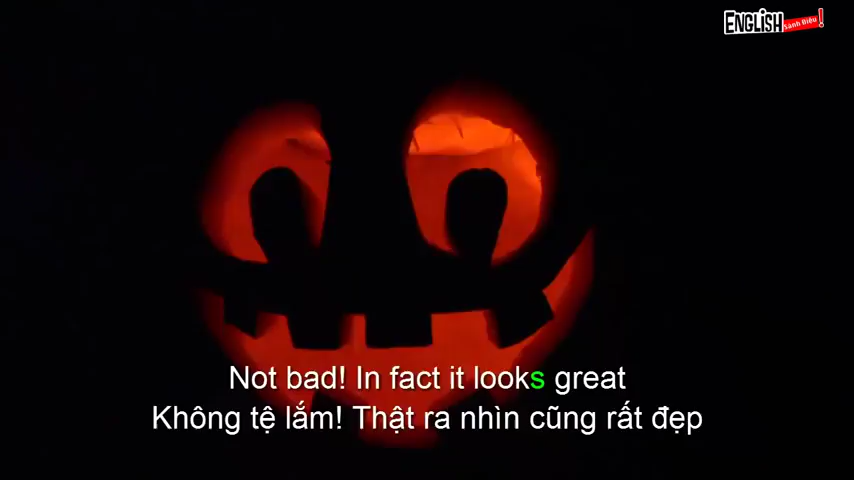 ENGLISH
Sành Điệu!
Not bad! In fact it looks great
Không tệ lắm! Thật ra nhìn cũng rất đẹp